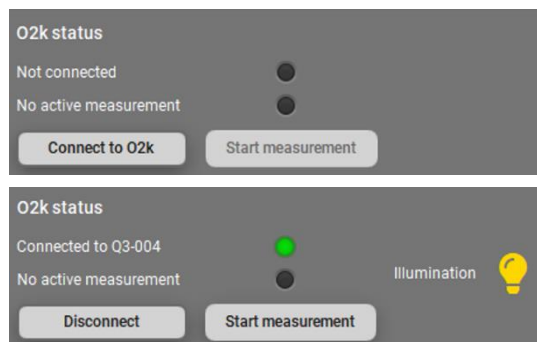 O2k status
Not connected
No active measurement
Connect to O2k Start measurement
O2k status
Connected to Q3-004
No active measurement Illumination
Disconnect Start measurement